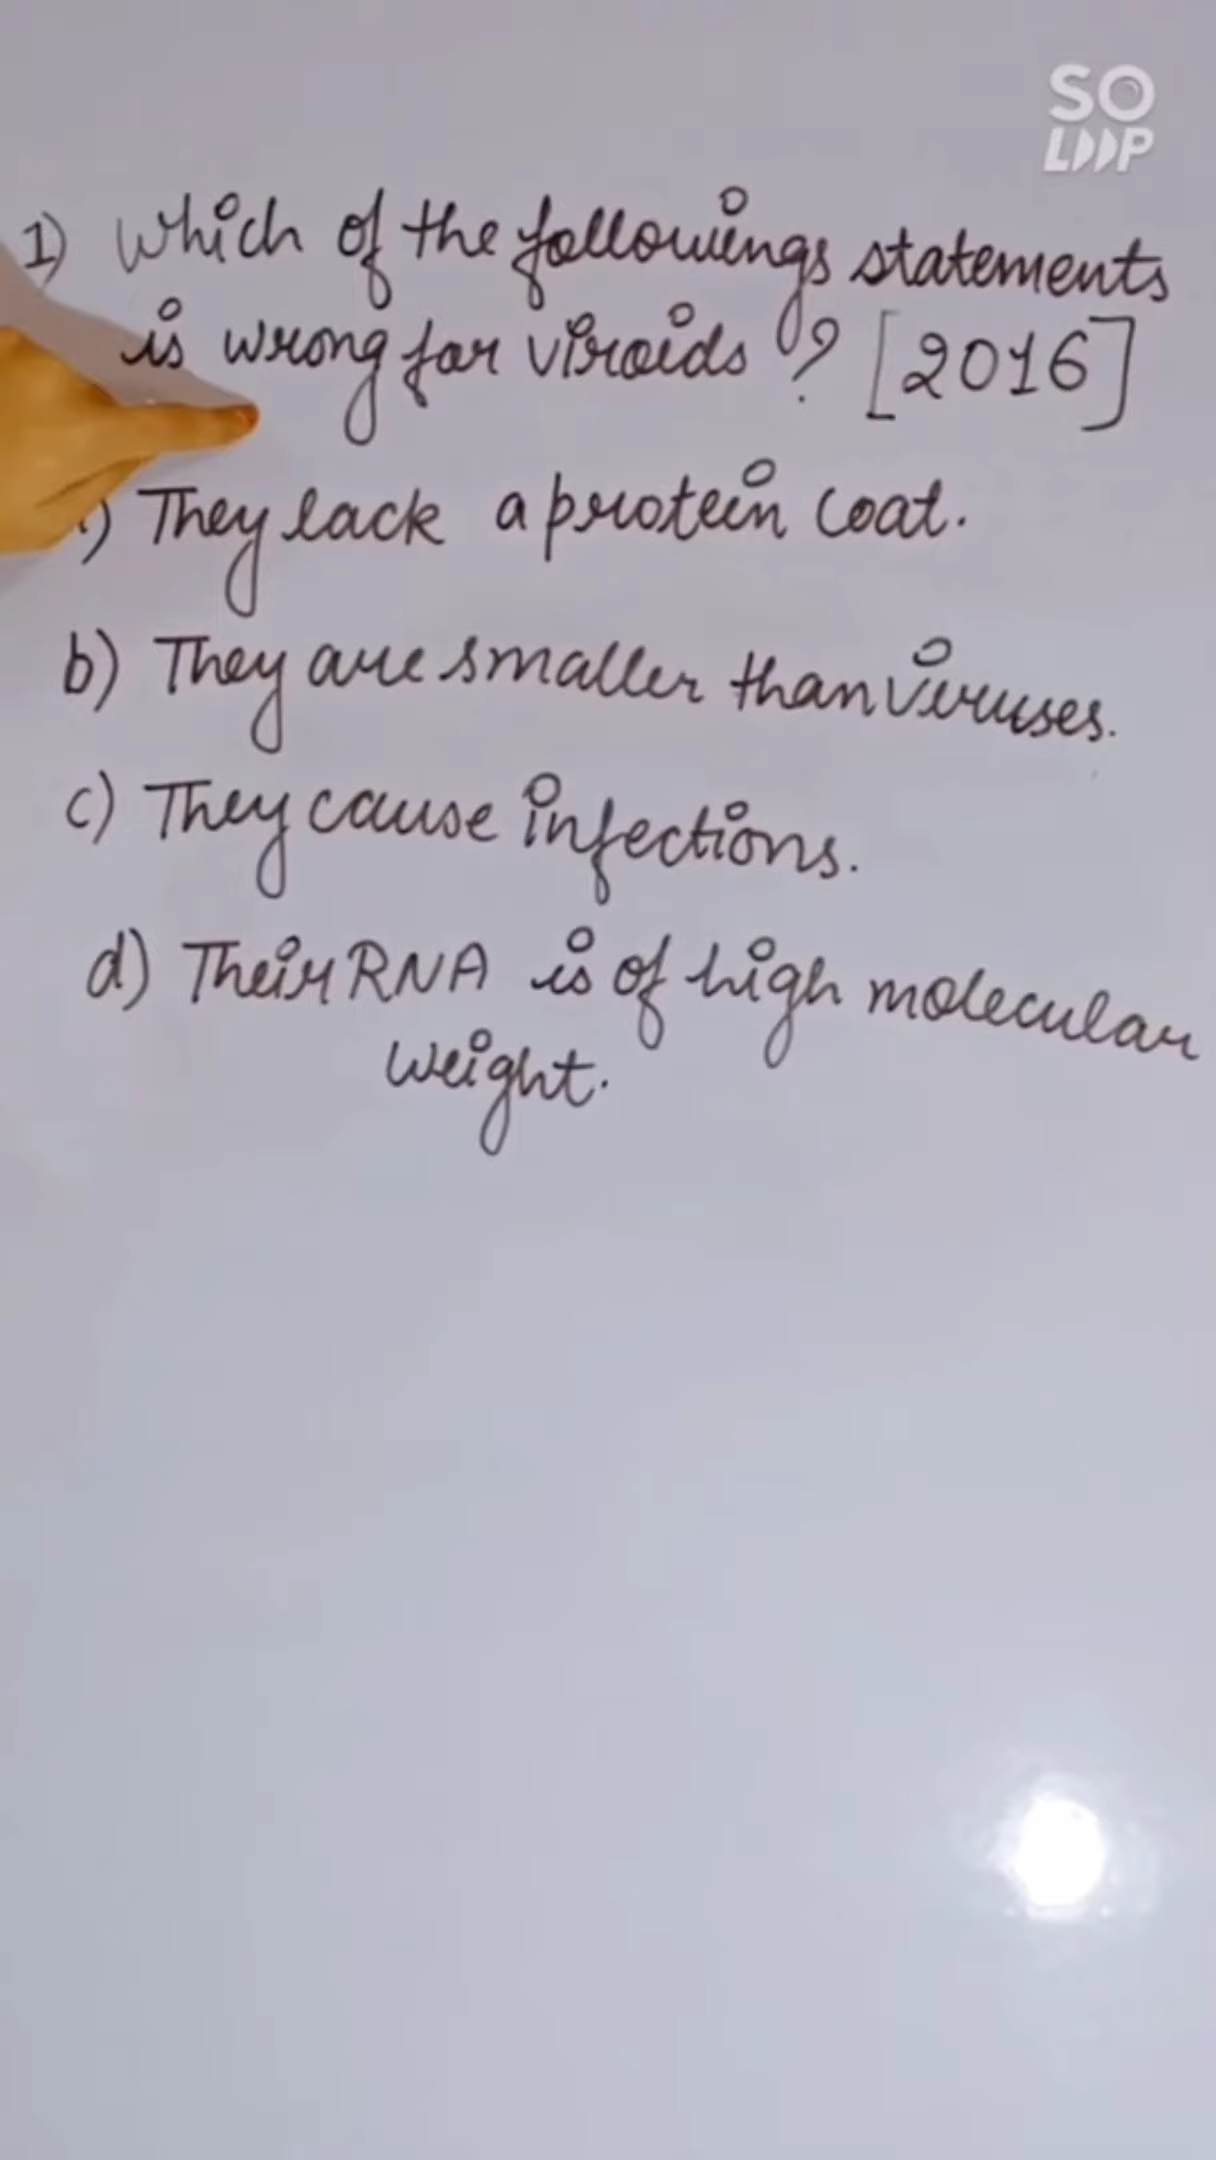 SO
LOOP
1) Which of the followings statements
is wrong for viroids? [2016]
) They lack a protein coat.
b) They are smaller than viruses.
c) They cause infections.
d) Their RNA is of high molecular
weight.